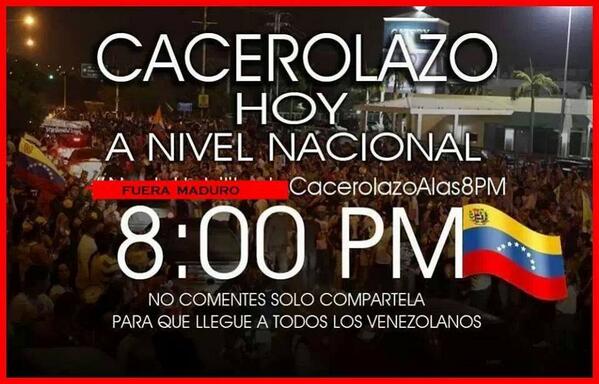 CACEROLAZO
HOY
A NIVEL NACIONAL
FUERA MADURO CacerolazoAlas8PM
8:00 PM
NO COMENTES SOLO COMPARTELA
PARA QUE LLEGUE A TODOS LOS VENEZOLANOS